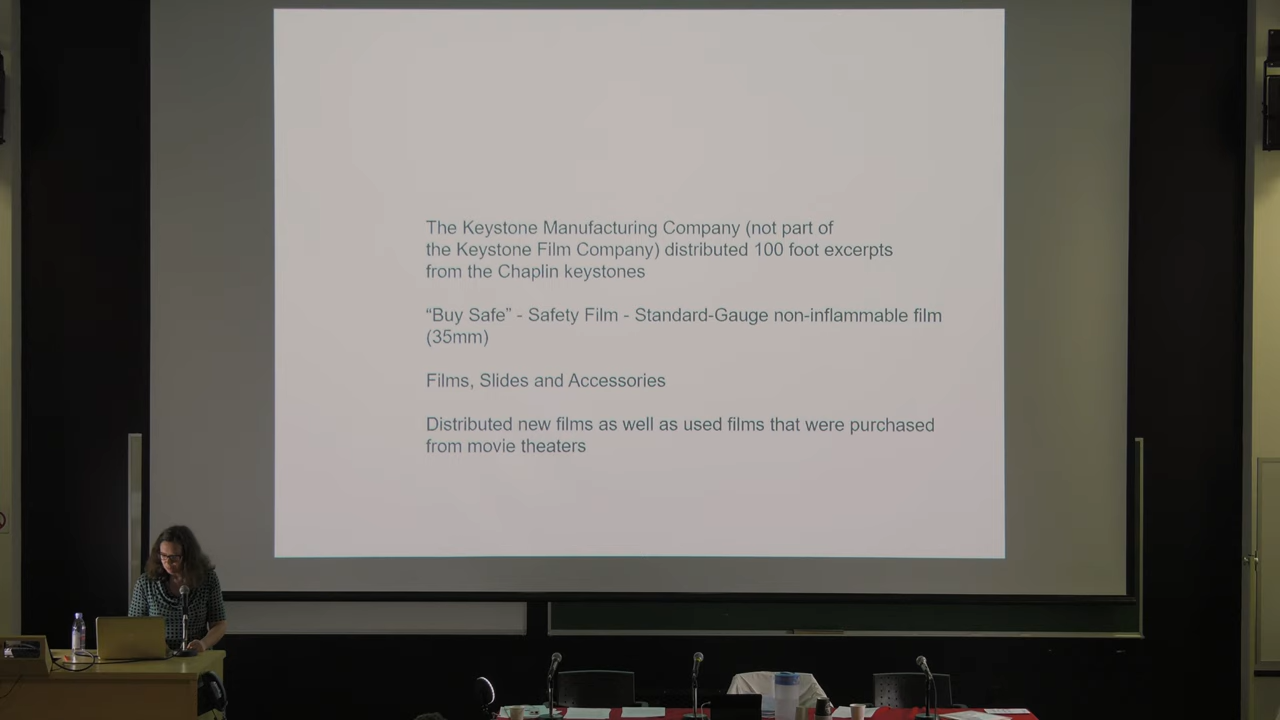 The Keystone Manufacturing Company (not part of
the Keystone Film Company) distributed 100 foot excerpts
from the Chaplin keystones
“Buy Safe” - Safety Film - Standard-Gauge non-inflammable film
(35mm)
Films, Slides and Accessories
Distributed new films as well as used films that were purchased
from movie theaters